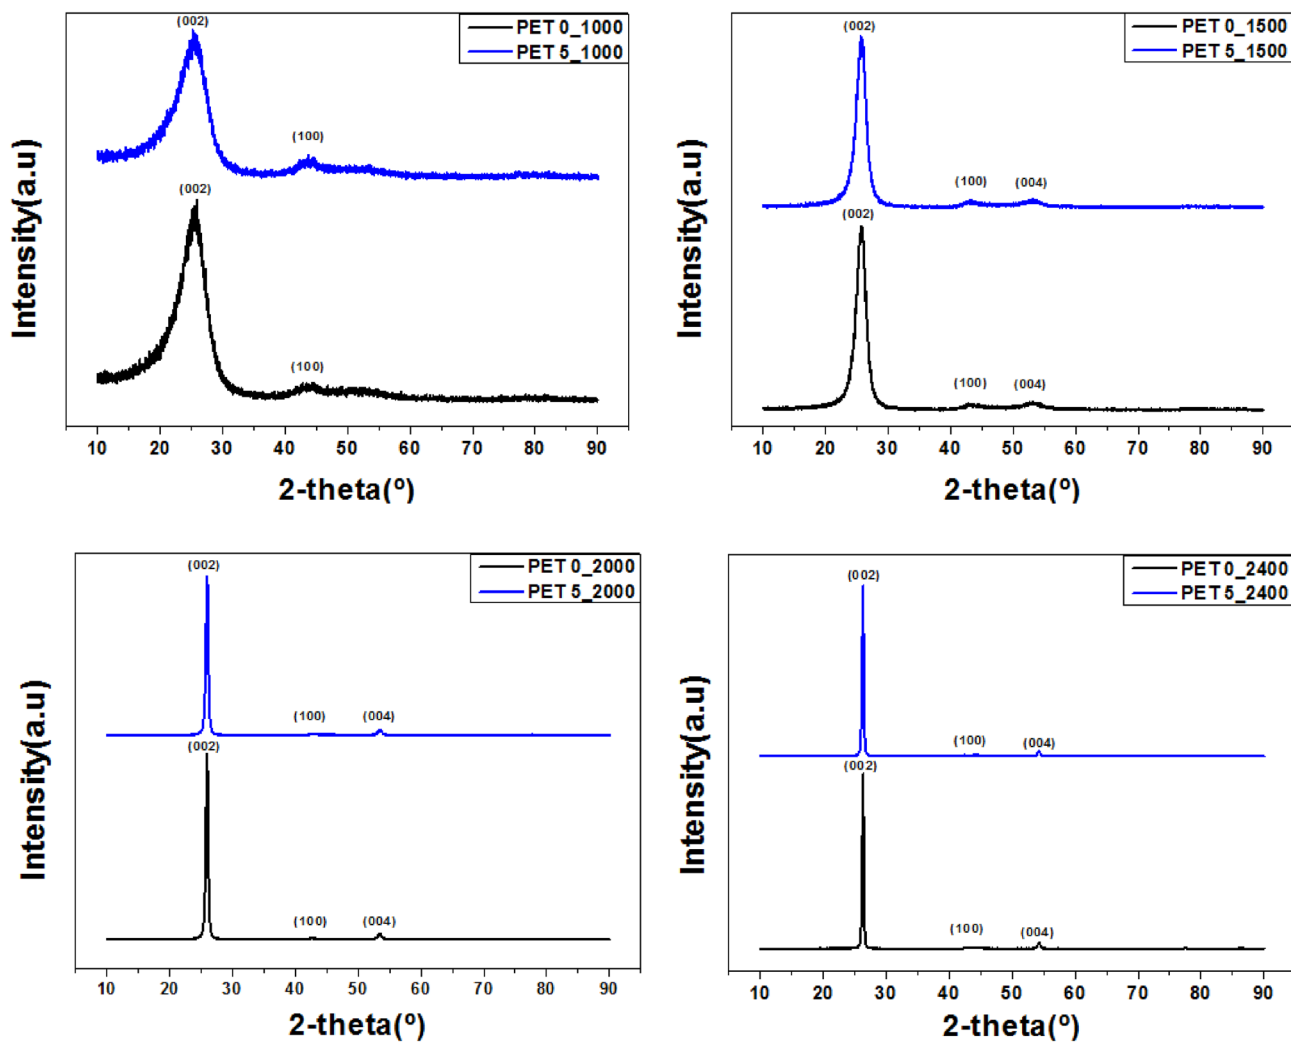 (002)
PET 0_1000
PET 5_1000
(100)
(002)
(100)
Intensity(a.u)
10 20 30 40 50 60 70 80 90
2-theta(º)
(002)
PET 0_1500
PET 5_1500
(100) (004)
(002)
(100) (004)
Intensity(a.u)
10 20 30 40 50 60 70 80 90
2-theta(º)
(002)
PET 0_2000
PET 5_2000
(100) (004)
(002)
(100) (004)
Intensity(a.u)
10 20 30 40 50 60 70 80 90
2-theta(º)
(002)
PET 0_2400
PET 5_2400
(100) (004)
(002)
(100) (004)
Intensity(a.u)
10 20 30 40 50 60 70 80 90
2-theta(º)